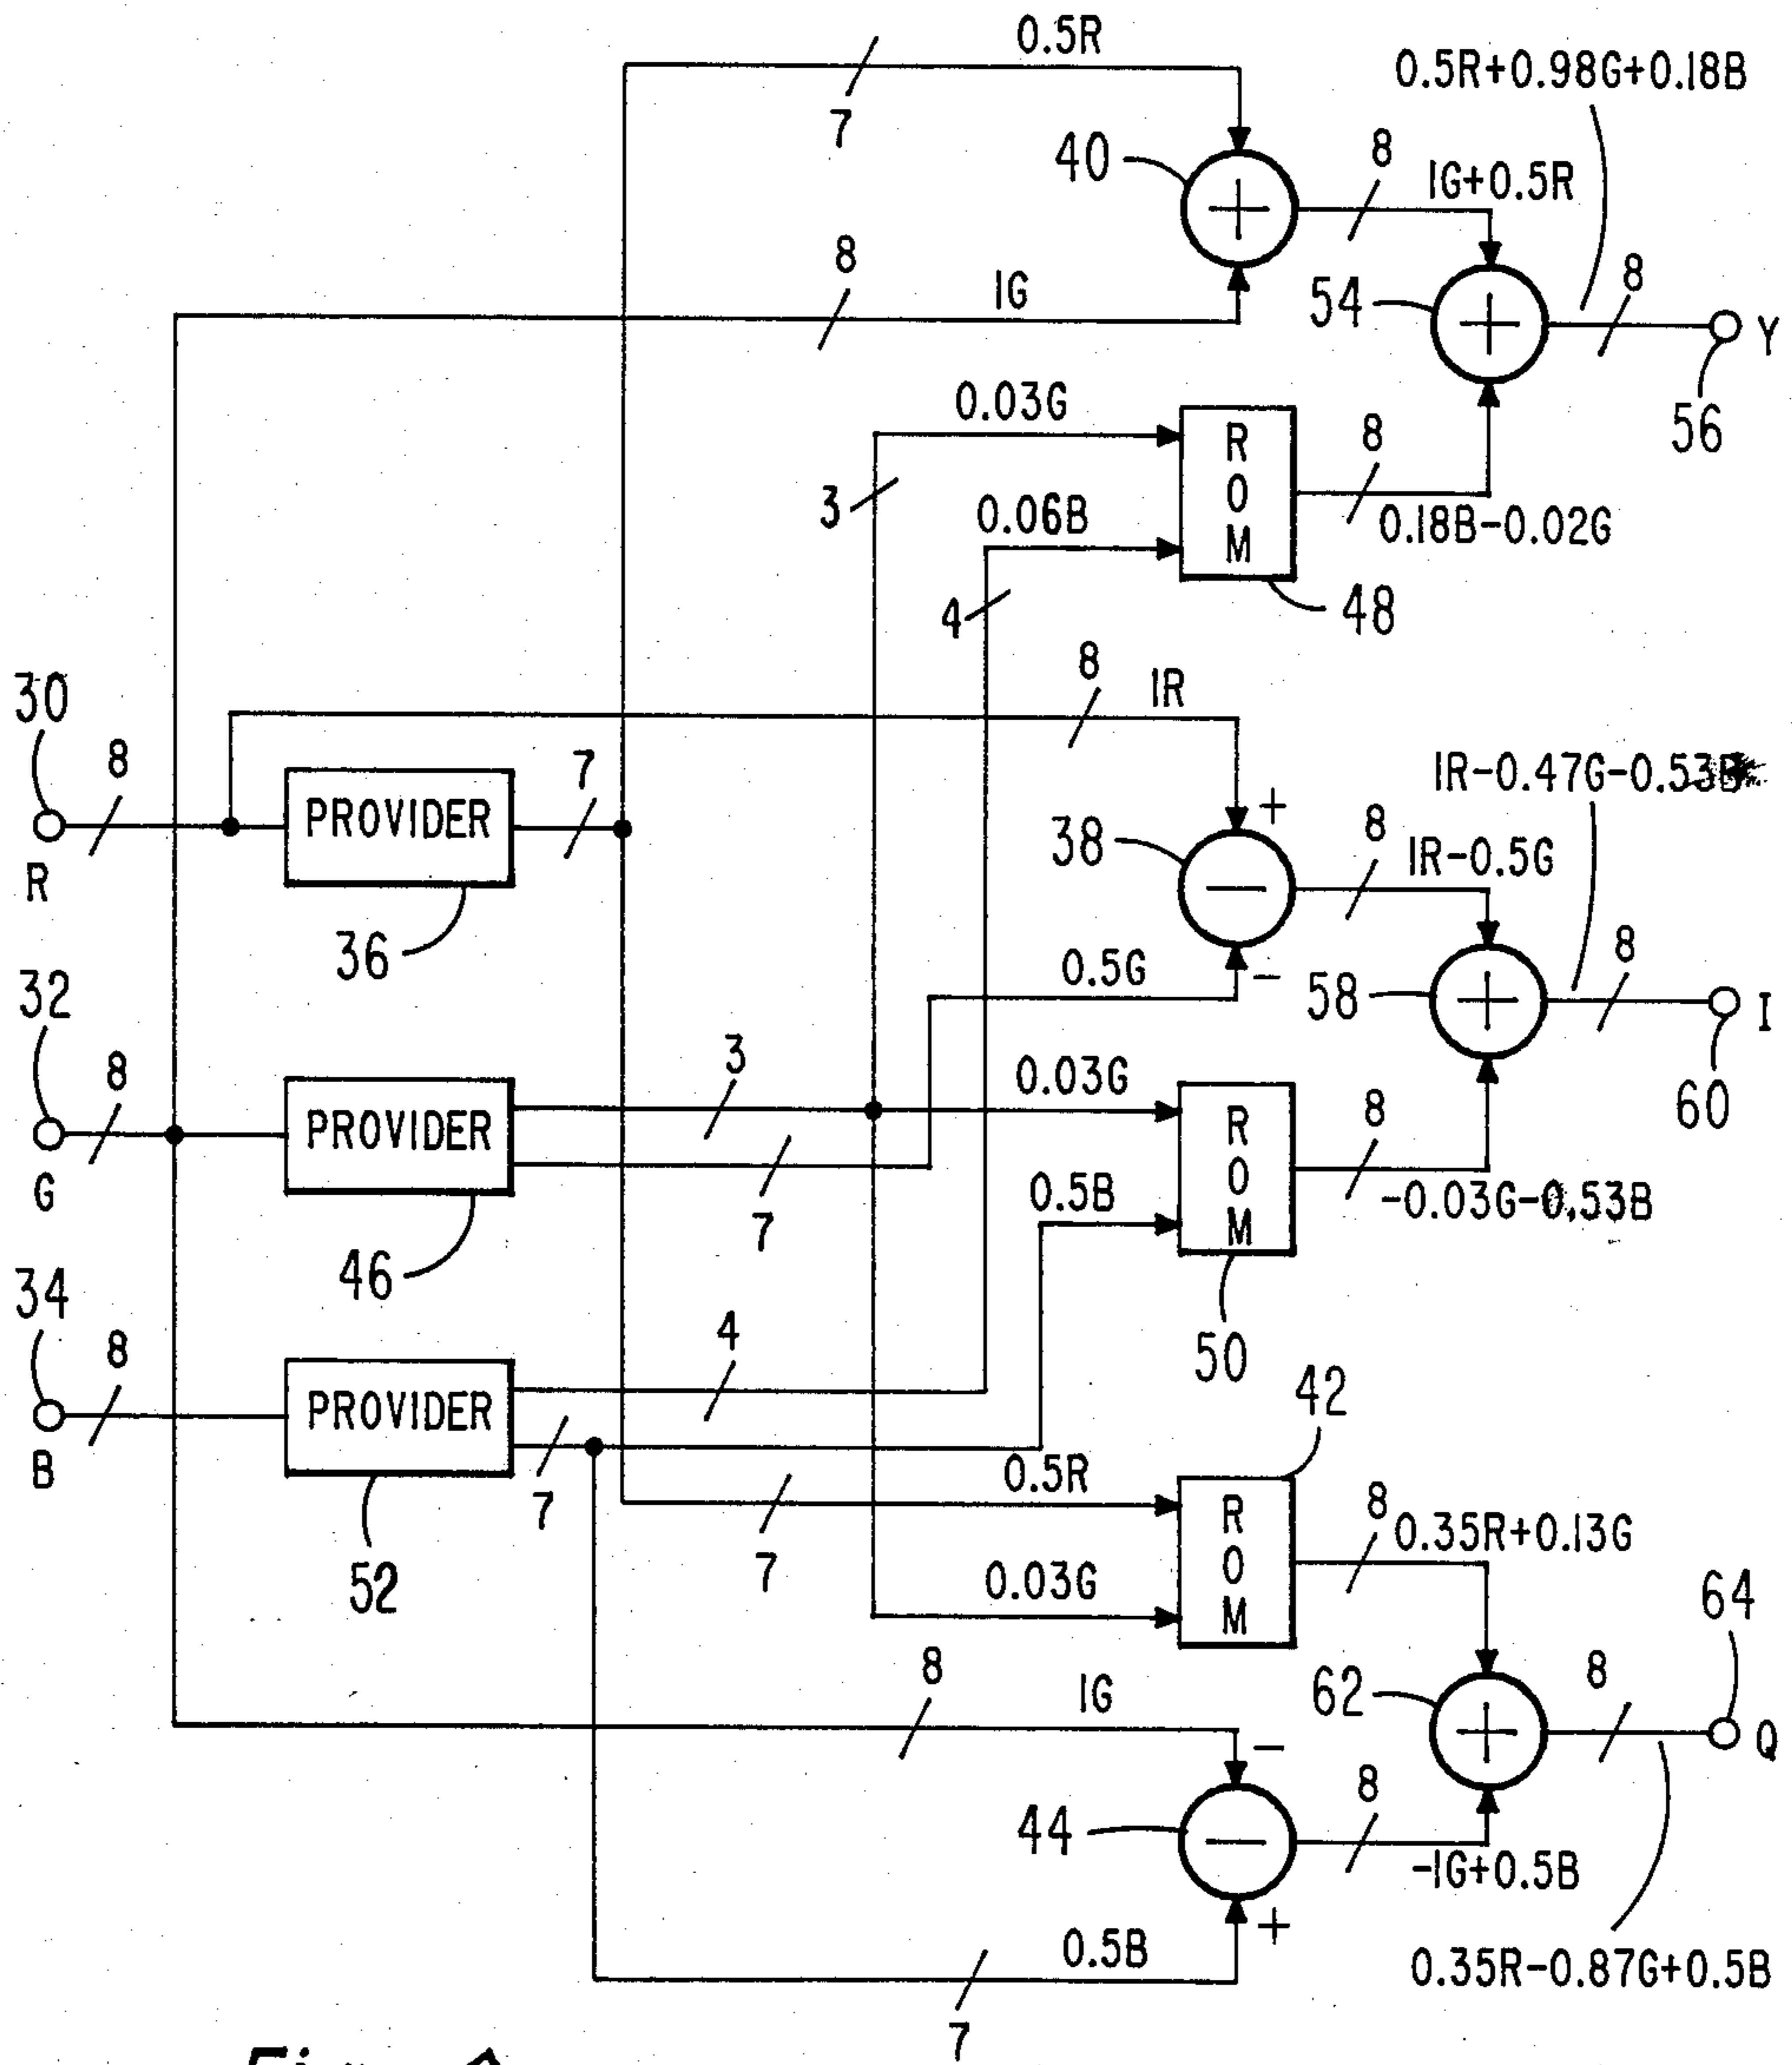 0.5R
7
0.5R+0.98G+0.18B
40
8
1G+0.5R
8
1G
54
8
Y
56
0.03G
3
0.06B
4
R
O
M
8
0.18B-0.02G
48
30
8
R
PROVIDER
36
7
8
1R
+
38
-
8
1R-0.5G
1R-0.47G-0.53B
0.5G
58
8
I
60
32
8
G
PROVIDER
46
3
7
0.03G
0.5B
R
O
M
8
-0.03G-0.53B
50
34
8
B
PROVIDER
52
4
7
0.5R
7
0.03G
42
R
O
M
8
0.35R+0.13G
62
8
64
Q
8
1G
-
44
8
-1G+0.5B
+
0.5B
7
0.35R-0.87G+0.5B